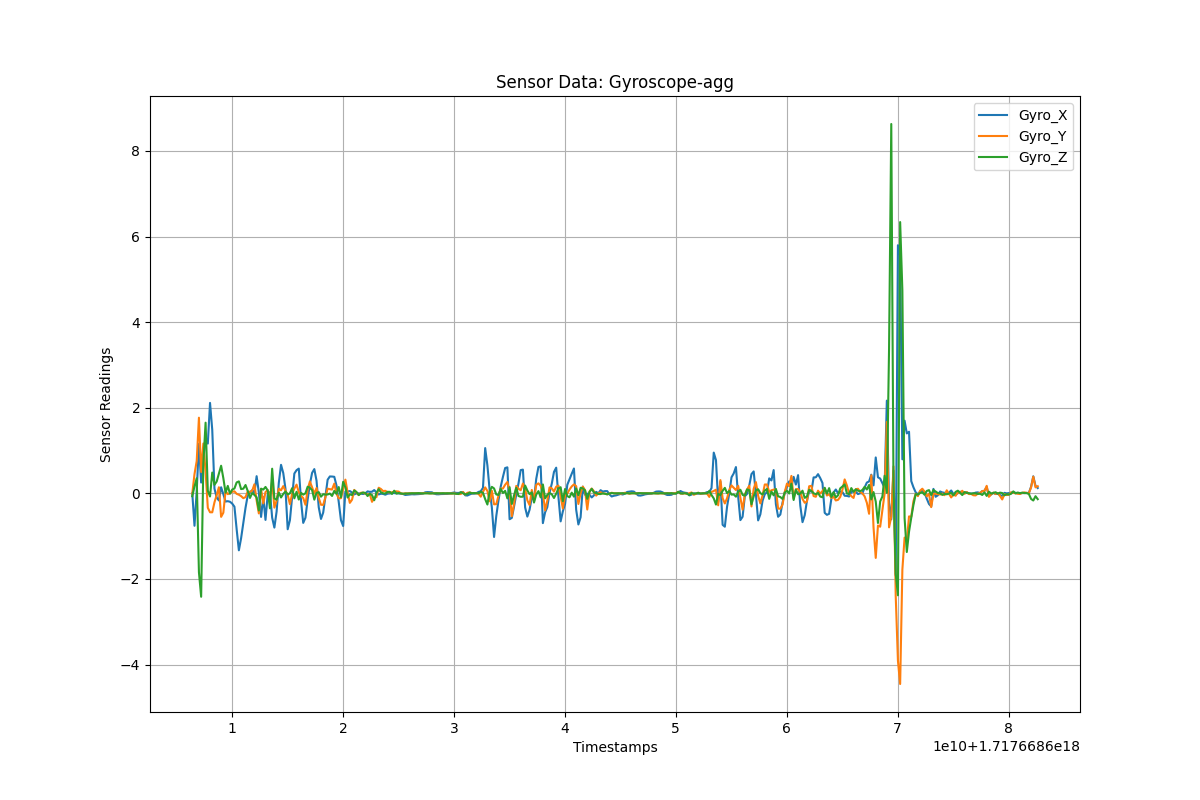 Sensor Data: Gyroscope-agg
Gyro_X
Gyro_Y
Gyro_Z
Sensor Readings
8
6
4
2
0
−2
−4
1 2 3 4 5 6 7 8
Timestamps
1e10+1.7176686e18